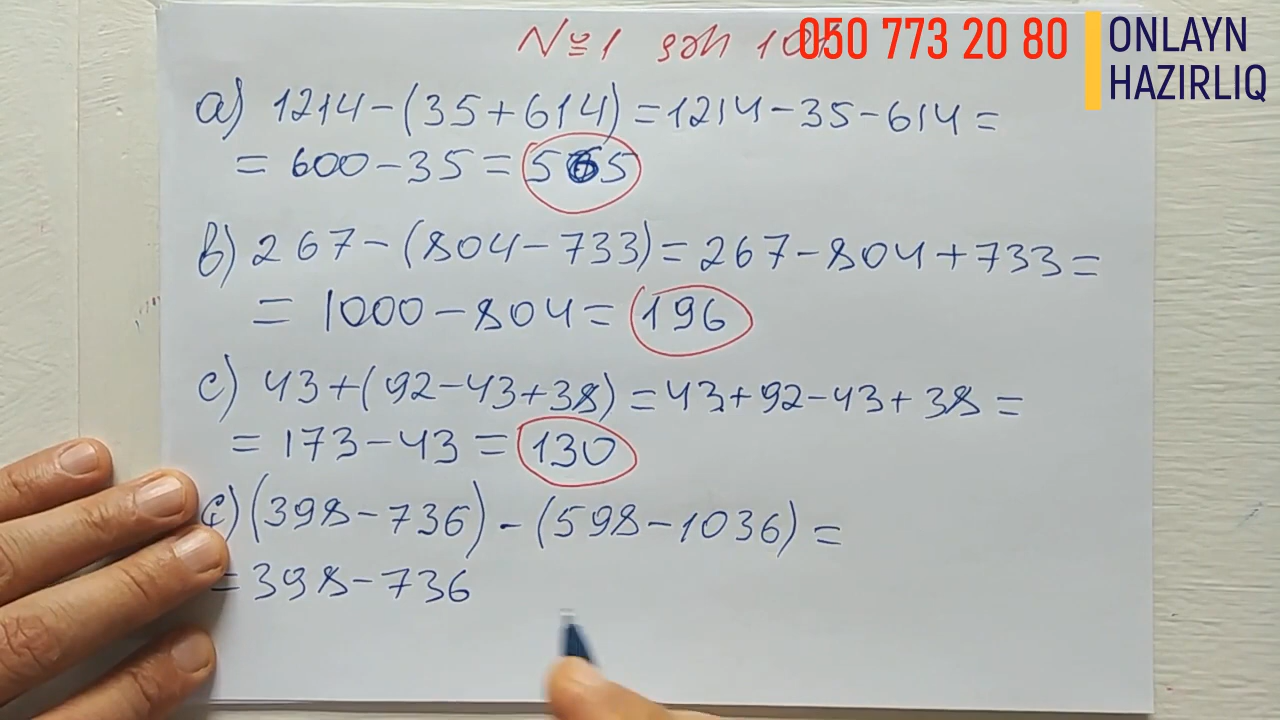 №1 səh
050 773 20 80
ONLAYN
HAZIRLIQ
a) 1214-(35+614)=1214-35-614=
=600-35=565
b) 267-(804-733)=267-804+733=
=1000-804=196
c) 43+(92-43+38)=43+92-43+38=
=173-43=130
ç) (398-736)-(598-1036)=
=398-736